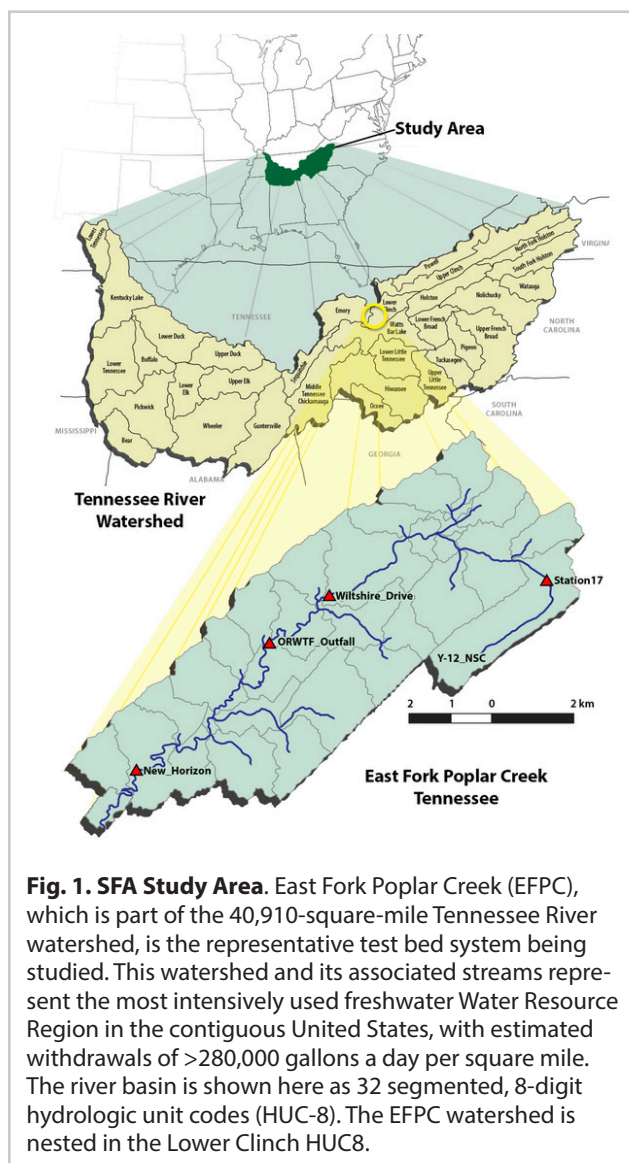 Study Area
VIRGINIA
Lower
Tennessee
Powell
Upper Clinch
North Fork Holston
South Fork Holston
Kentucky Lake
TENNESSEE
Emory
Lower
Holston
Nolichucky
Watauga
Watts
Bar Lake
Lower French
Broad
Upper French
Broad
NORTH
CAROLINA
Lower Duck
Buffalo
Upper Duck
Lower
Tennessee
Lower
Elk
Upper Elk
Sequatchie
Lower Little
Tennessee
Pigeon
Tuckasegee
Middle
Tennessee
Chickamauga
Hiwassee
Upper
Little
Tennessee
Pickwick
Wheeler
Guntersville
Ocoee
SOUTH
CAROLINA
MISSISSIPPI
Bear
ALABAMA
GEORGIA
Tennessee River
Watershed
Station17
Wiltshire_Drive
ORWTF_Outfall
Y-12_NSC
2 1 0 2 km
New_Horizon
East Fork Poplar Creek
Tennessee
Fig. 1. SFA Study Area. East Fork Poplar Creek (EFPC),
which is part of the 40,910-square-mile Tennessee River
watershed, is the representative test bed system being
studied. This watershed and its associated streams repre-
sent the most intensively used freshwater Water Resource
Region in the contiguous United States, with estimated
withdrawals of >280,000 gallons a day per square mile.
The river basin is shown here as 32 segmented, 8-digit
hydrologic unit codes (HUC-8). The EFPC watershed is
nested in the Lower Clinch HUC8.